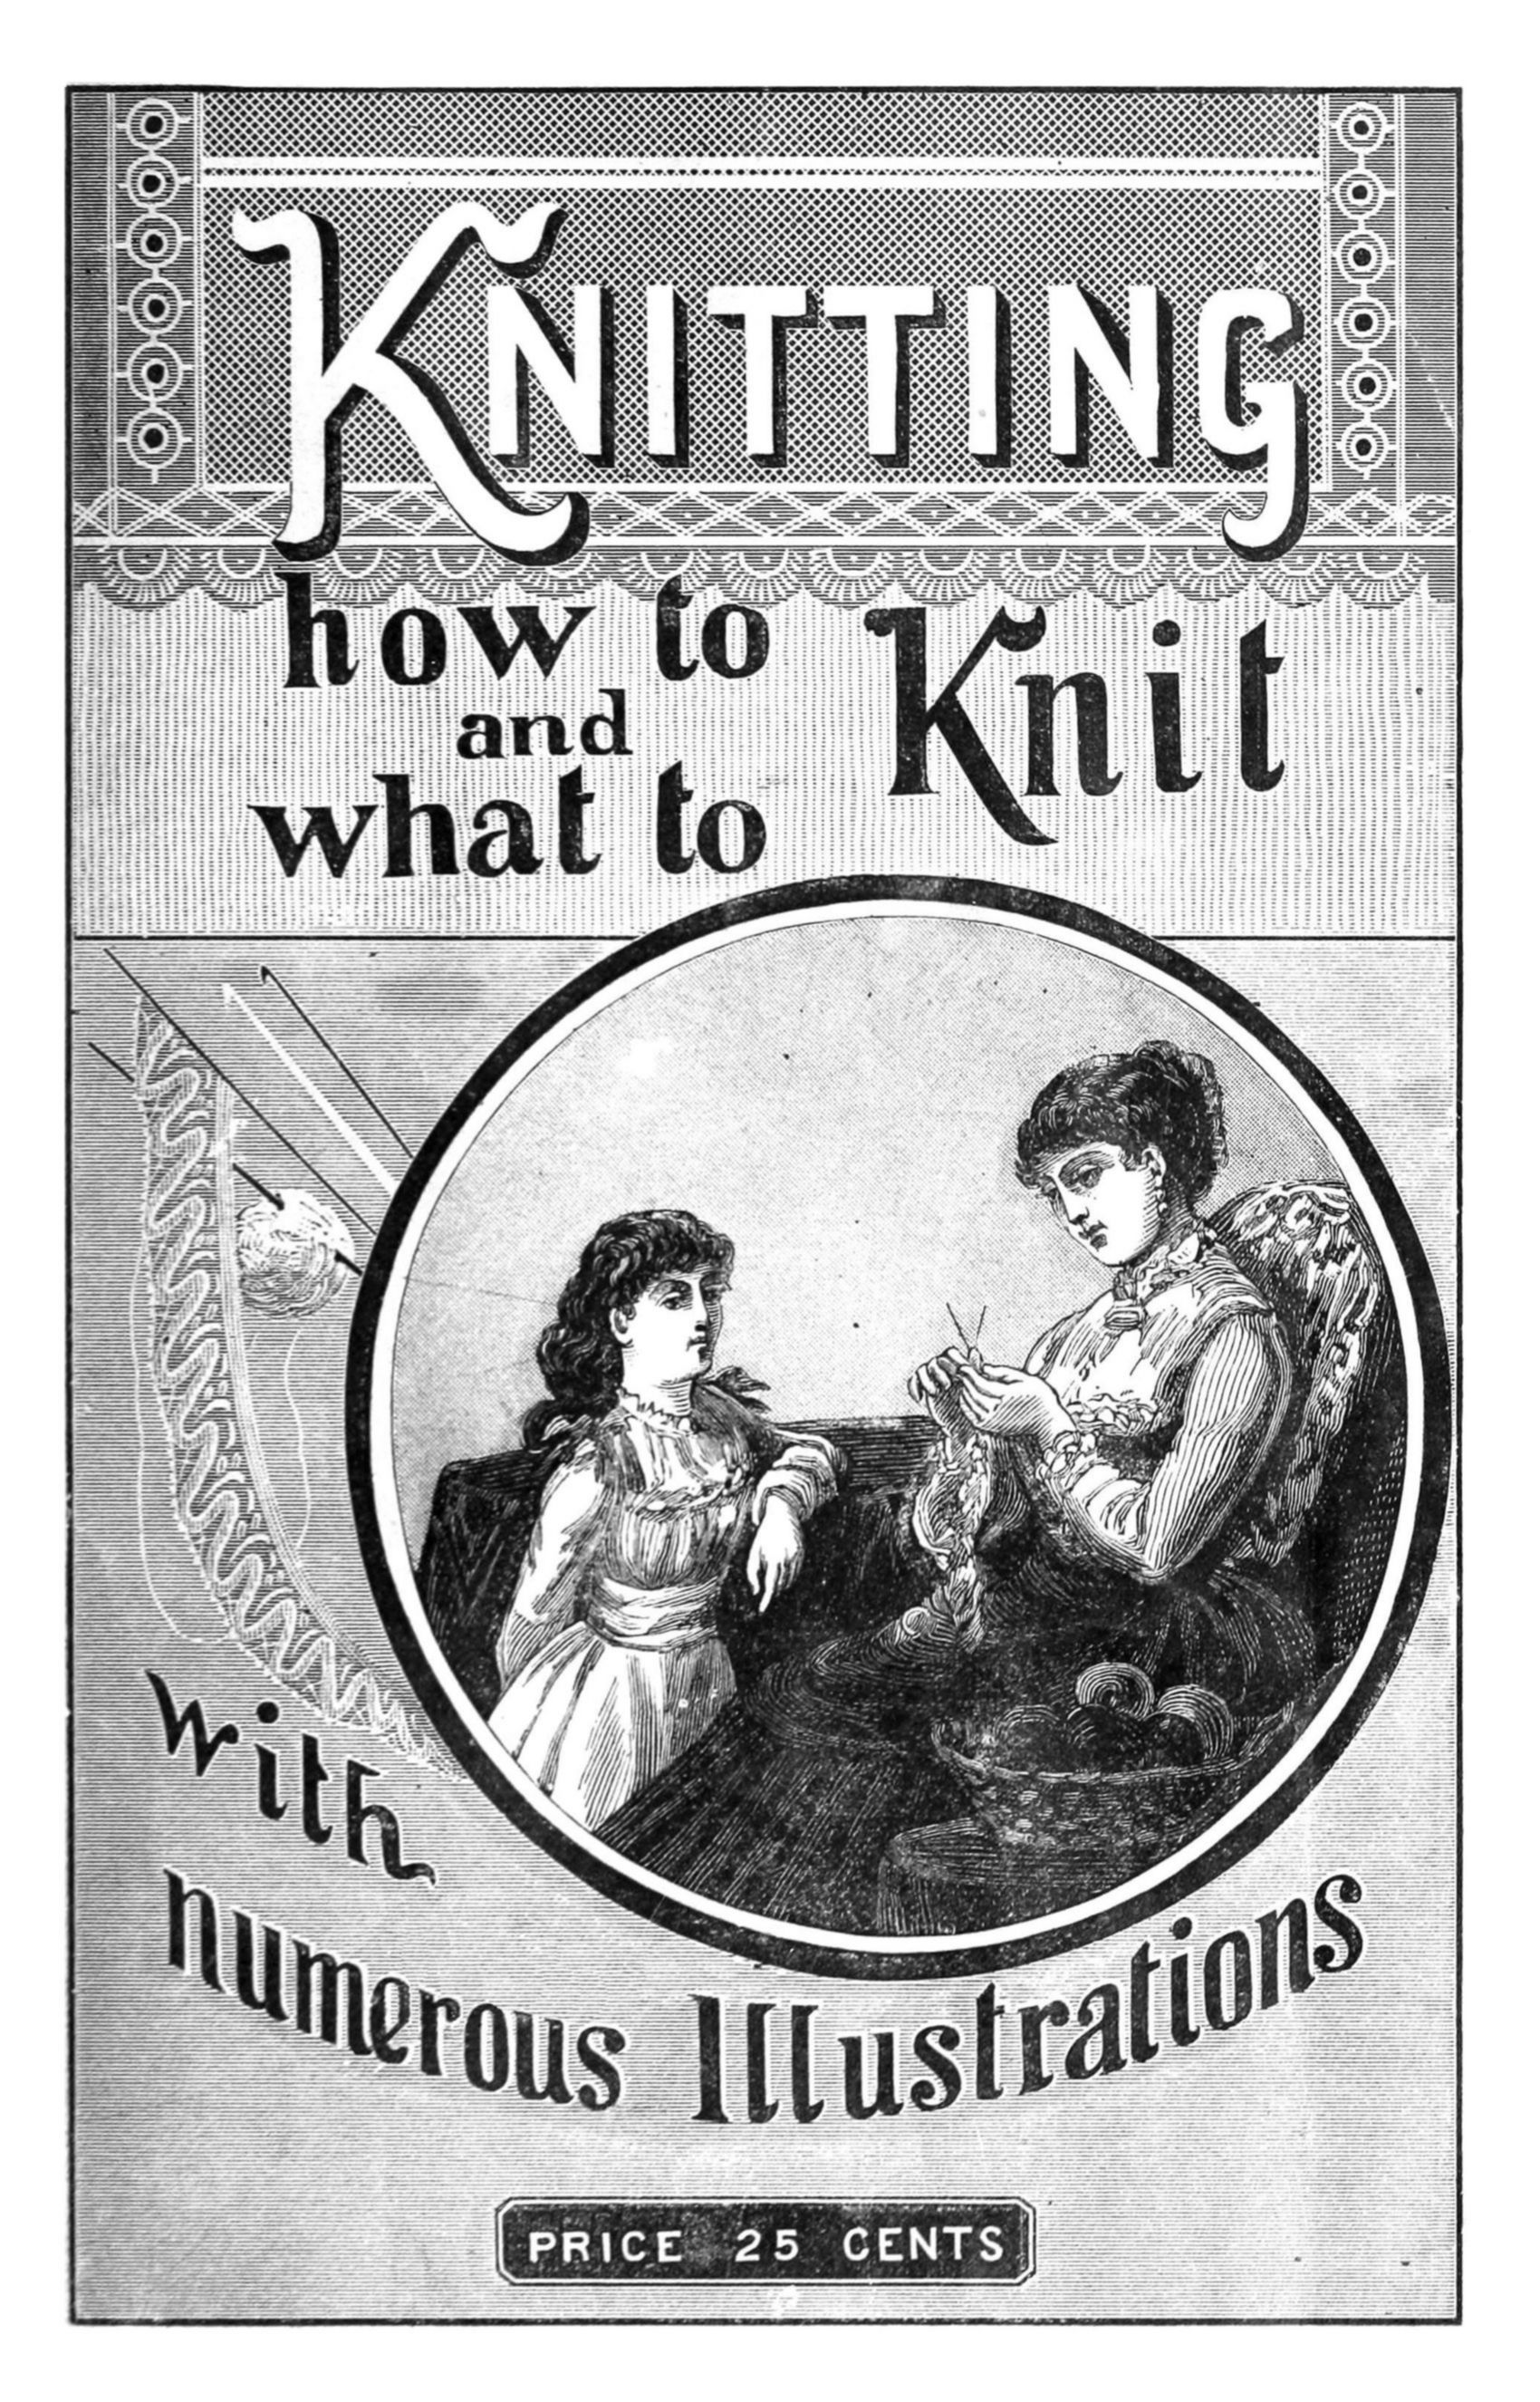 KNITTING
how to
and
what to
Knit
with
numerous Illustrations
PRICE 25 CENTS